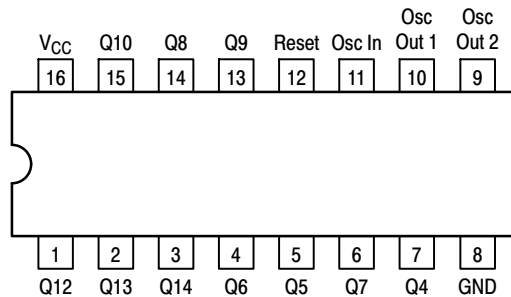 Osc Osc
VCC Q10 Q8 Q9 Reset Osc In Out 1 Out 2
16 15 14 13 12 11 10 9
1 2 3 4 5 6 7 8
Q12 Q13 Q14 Q6 Q5 Q7 Q4 GND